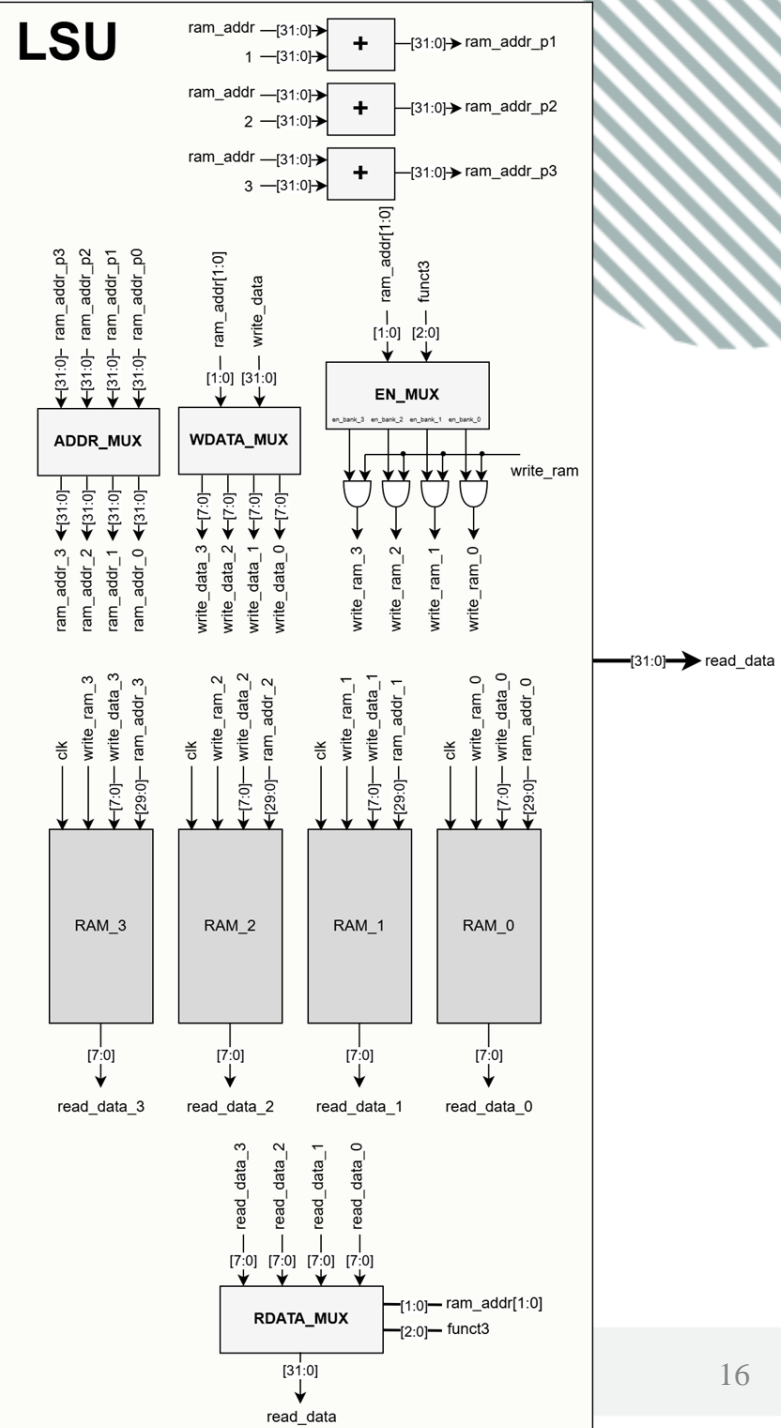 LSU
ram_addr [31:0]
1 [31:0]
+
[31:0] ram_addr_p1
ram_addr [31:0]
2 [31:0]
+
[31:0] ram_addr_p2
ram_addr [31:0]
3 [31:0]
+
[31:0] ram_addr_p3
ram_addr_p3 ram_addr_p2 ram_addr_p1 ram_addr_p0
[31:0] [31:0] [31:0] [31:0]
ADDR_MUX
[31:0] [31:0] [31:0] [31:0]
ram_addr_3 ram_addr_2 ram_addr_1 ram_addr_0
ram_addr[1:0] write_data
[1:0] [31:0]
WDATA_MUX
[7:0] [7:0] [7:0] [7:0]
write_data_3 write_data_2 write_data_1 write_data_0
ram_addr[1:0] funct3
[1:0] [2:0]
EN_MUX
en_bank_3 en_bank_2 en_bank_1 en_bank_0
write_ram
write_ram_3 write_ram_2 write_ram_1 write_ram_0
[31:0] read_data
clk write_ram_3 write_data_3 ram_addr_3
[7:0] [29:0]
RAM_3
[7:0]
read_data_3
clk write_ram_2 write_data_2 ram_addr_2
[7:0] [29:0]
RAM_2
[7:0]
read_data_2
clk write_ram_1 write_data_1 ram_addr_1
[7:0] [29:0]
RAM_1
[7:0]
read_data_1
clk write_ram_0 write_data_0 ram_addr_0
[7:0] [29:0]
RAM_0
[7:0]
read_data_0
read_data_3 read_data_2 read_data_1 read_data_0
[7:0] [7:0] [7:0] [7:0]
RDATA_MUX
[1:0] ram_addr[1:0]
[2:0] funct3
[31:0]
read_data
16